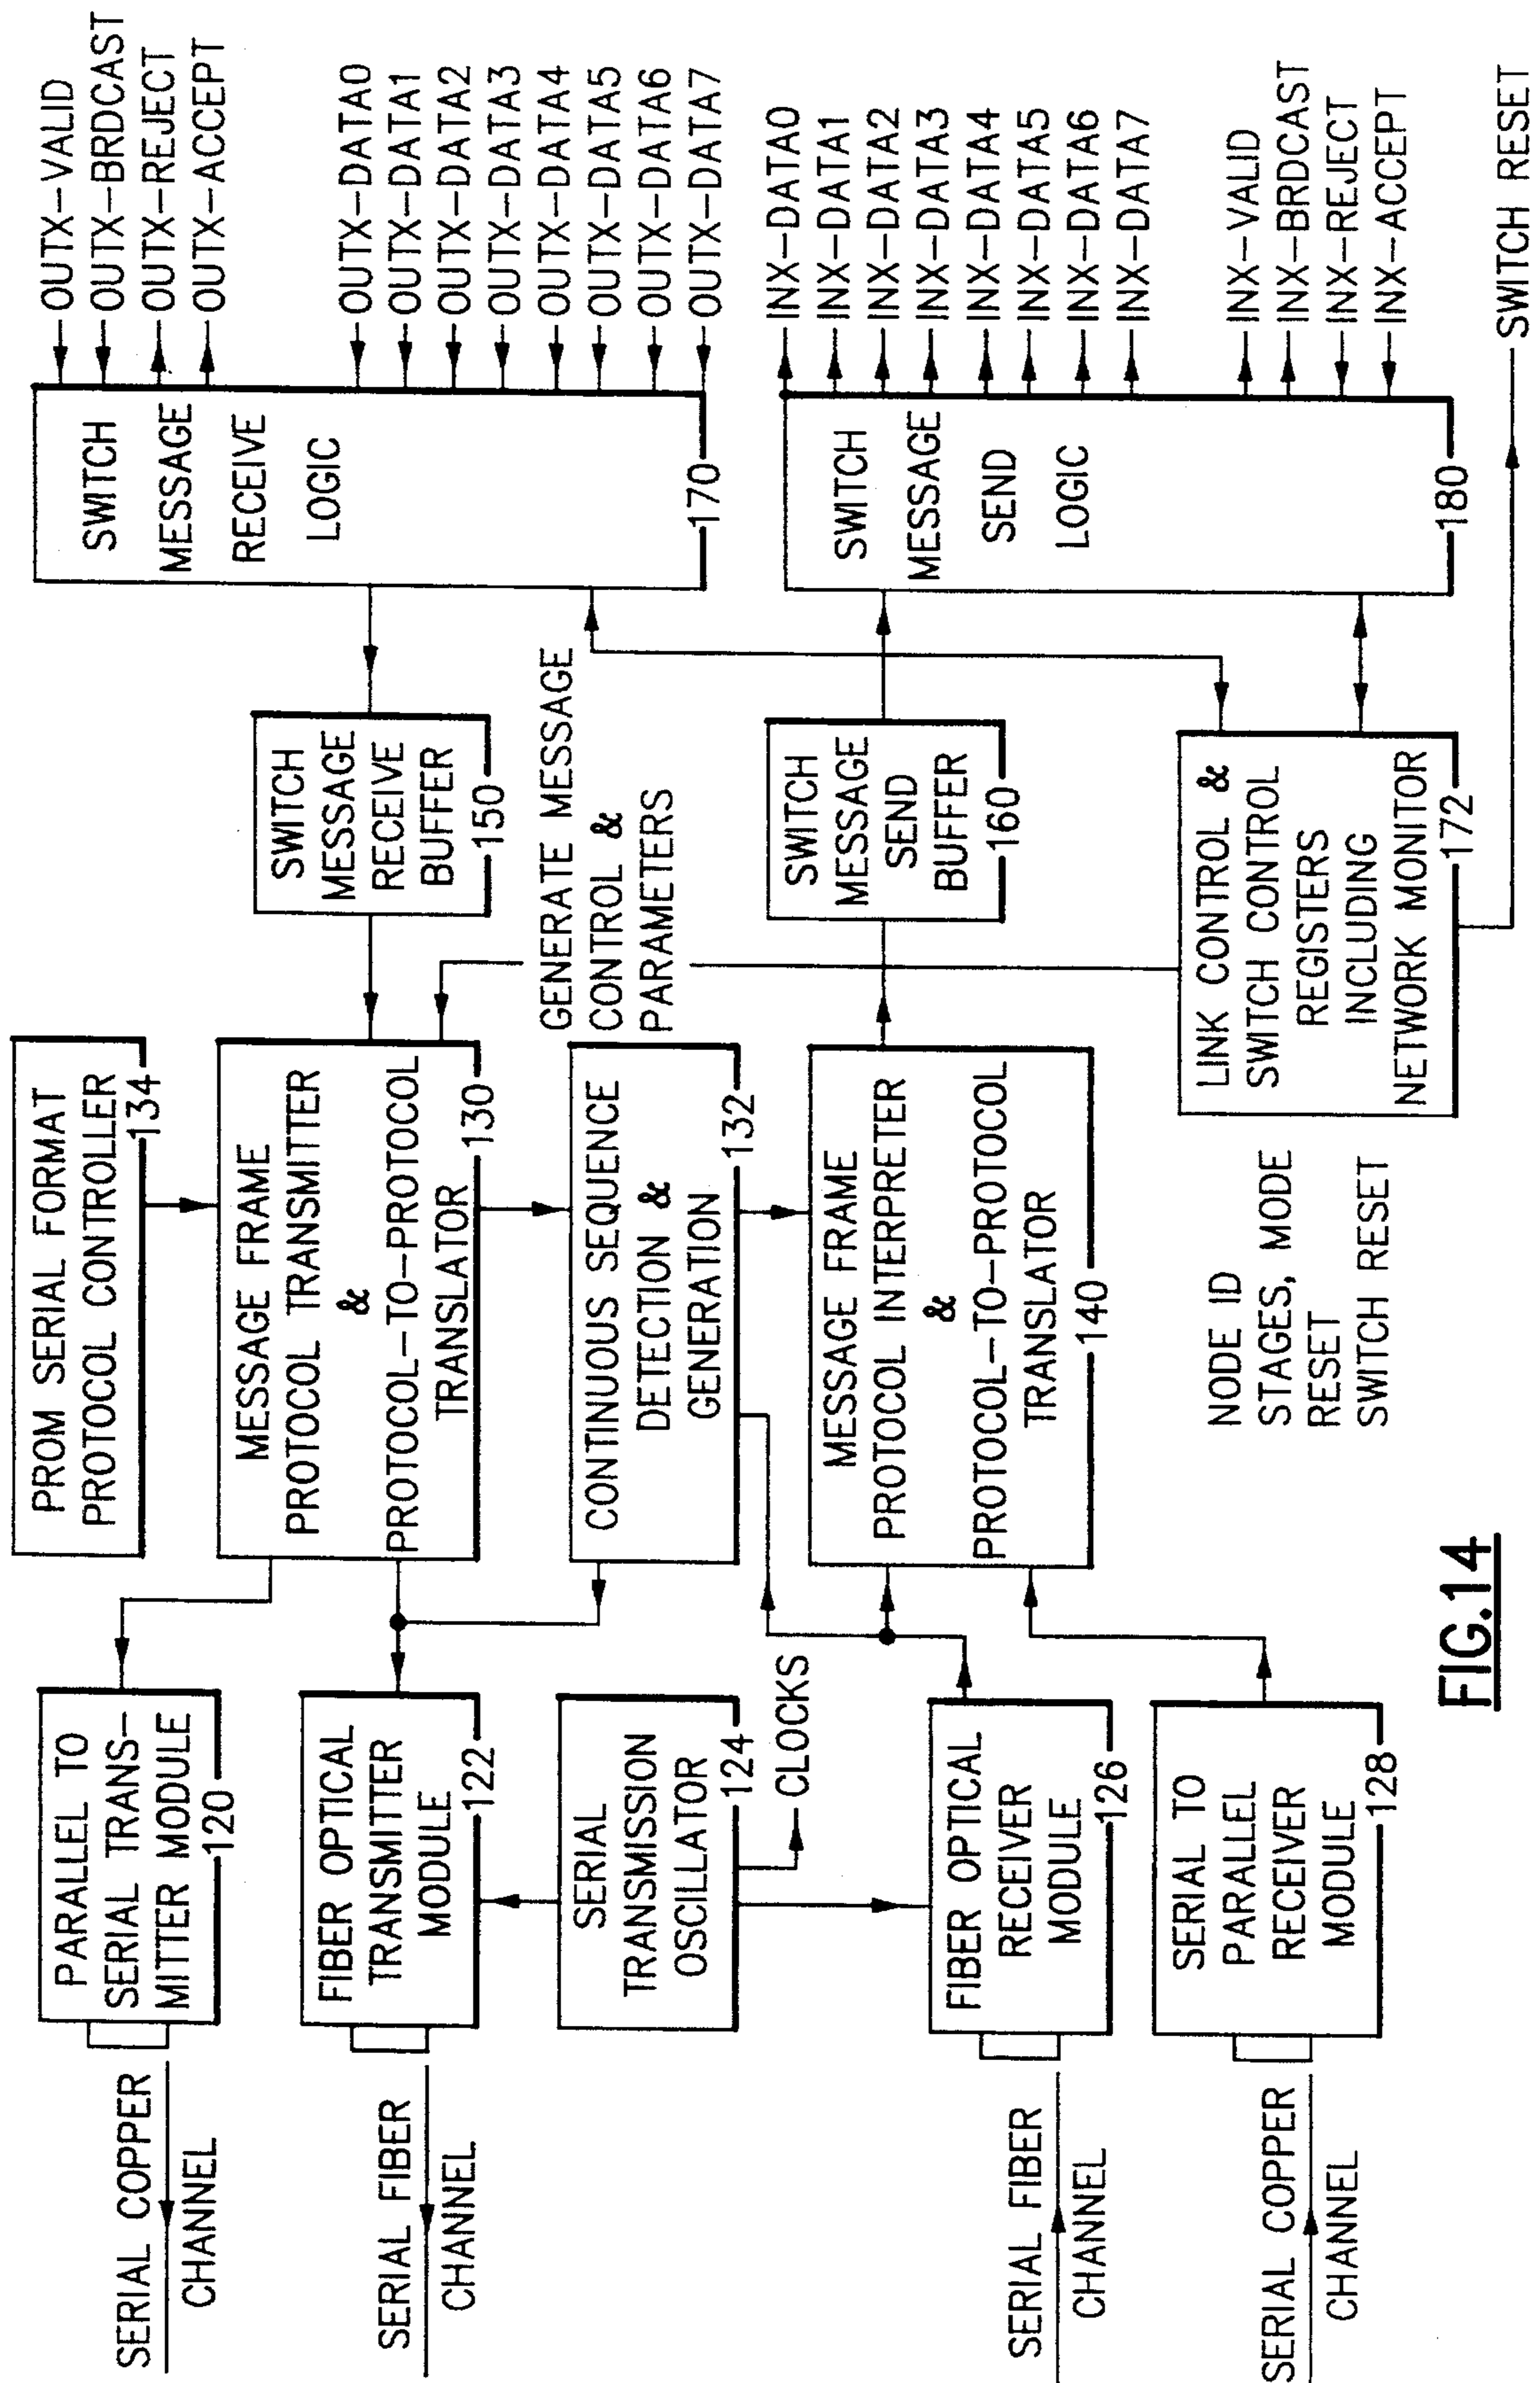 SERIAL COPPER
CHANNEL
PARALLEL TO
SERIAL TRANS-
MITTER MODULE
120
PROM SERIAL FORMAT
PROTOCOL CONTROLLER
134
OUTX-VALID
OUTX-BRDCAST
OUTX-REJECT
OUTX-ACCEPT
SERIAL FIBER
CHANNEL
FIBER OPTICAL
TRANSMITTER
MODULE
122
MESSAGE FRAME
PROTOCOL TRANSMITTER
&
PROTOCOL-TO-PROTOCOL
TRANSLATOR
130
SWITCH
MESSAGE
RECEIVE
BUFFER
150
SWITCH
MESSAGE
RECEIVE
LOGIC
170
OUTX-DATA0
OUTX-DATA1
OUTX-DATA2
OUTX-DATA3
OUTX-DATA4
OUTX-DATA5
OUTX-DATA6
OUTX-DATA7
SERIAL
TRANSMISSION
OSCILLATOR
124
CLOCKS
CONTINUOUS SEQUENCE
DETECTION &
GENERATION
132
GENERATE MESSAGE
CONTROL &
PARAMETERS
SERIAL FIBER
CHANNEL
FIBER OPTICAL
RECEIVER
MODULE
126
MESSAGE FRAME
PROTOCOL INTERPRETER
&
PROTOCOL-TO-PROTOCOL
TRANSLATOR
140
SWITCH
MESSAGE
SEND
BUFFER
160
SWITCH
MESSAGE
SEND
LOGIC
180
INX-DATA0
INX-DATA1
INX-DATA2
INX-DATA3
INX-DATA4
INX-DATA5
INX-DATA6
INX-DATA7
INX-VALID
INX-BRDCAST
INX-REJECT
INX-ACCEPT
SERIAL COPPER
CHANNEL
SERIAL TO
PARALLEL
RECEIVER
MODULE
128
NODE ID
STAGES, MODE
RESET
SWITCH RESET
LINK CONTROL &
SWITCH CONTROL
REGISTERS
INCLUDING
NETWORK MONITOR
172
SWITCH RESET
FIG.14